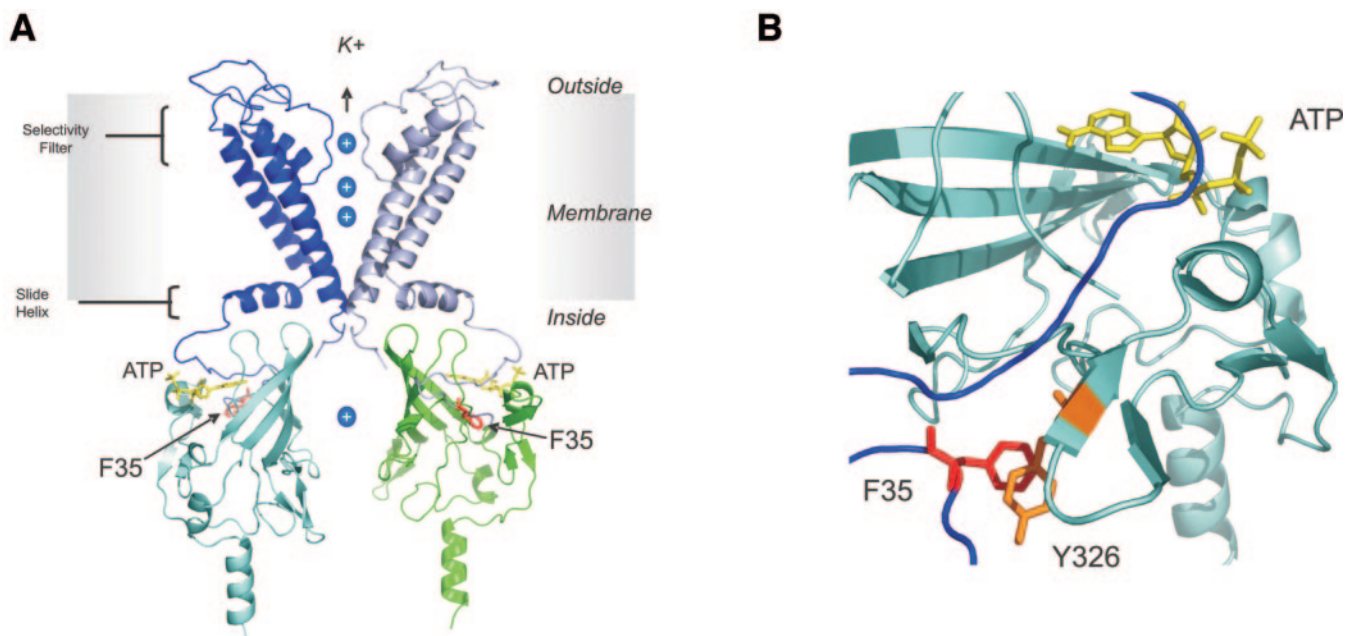 A
K+
Outside
Selectivity
Filter
+
+
+
Membrane
Slide
Helix
Inside
ATP
ATP
+
F35
F35
B
ATP
F35
Y326